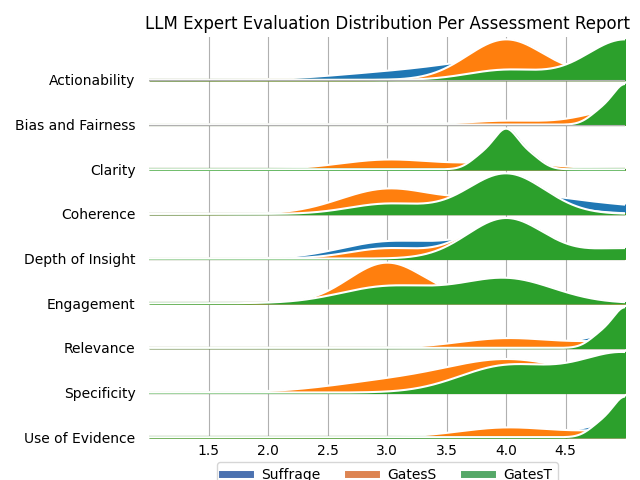 LLM Expert Evaluation Distribution Per Assessment Report
Actionability
Bias and Fairness
Clarity
Coherence
Depth of Insight
Engagement
Relevance
Specificity
Use of Evidence
1.5 2.0 2.5 3.0 3.5 4.0 4.5
Suffrage GatesS GatesT